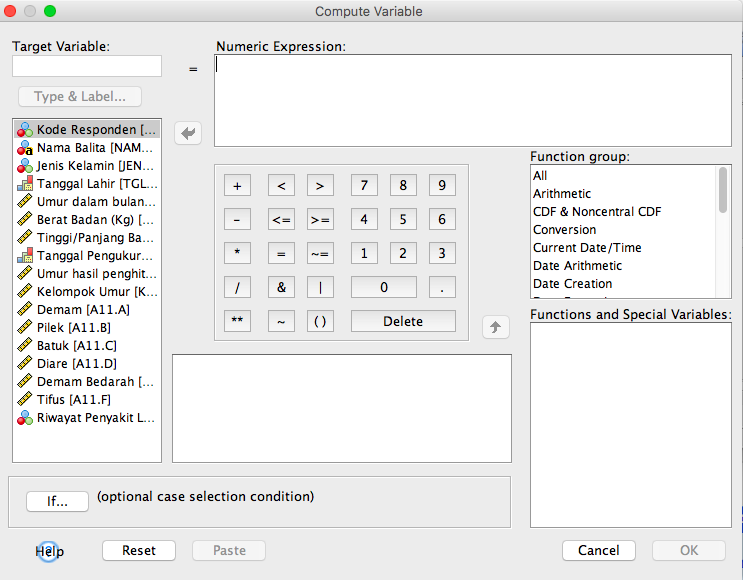 Compute Variable
Target Variable:
Numeric Expression:
=
Type & Label...
Kode Responden [...
Nama Balita [NAM...
Jenis Kelamin [JEN...
Tanggal Lahir [TGL...
Umur dalam bulan...
Berat Badan (Kg) [...
Tinggi/Panjang Ba...
Tanggal Pengukur...
Umur hasil penghit...
Kelompok Umur [K...
Demam [A11.A]
Pilek [A11.B]
Batuk [A11.C]
Diare [A11.D]
Demam Bedarah [...
Tifus [A11.F]
Riwayat Penyakit L...
+ < > 7 8 9
- <= >= 4 5 6
* = ~= 1 2 3
/ & | 0 .
** ~ () Delete
Function group:
All
Arithmetic
CDF & Noncentral CDF
Conversion
Current Date/Time
Date Arithmetic
Date Creation
Functions and Special Variables:
If... (optional case selection condition)
Help Reset Paste Cancel OK